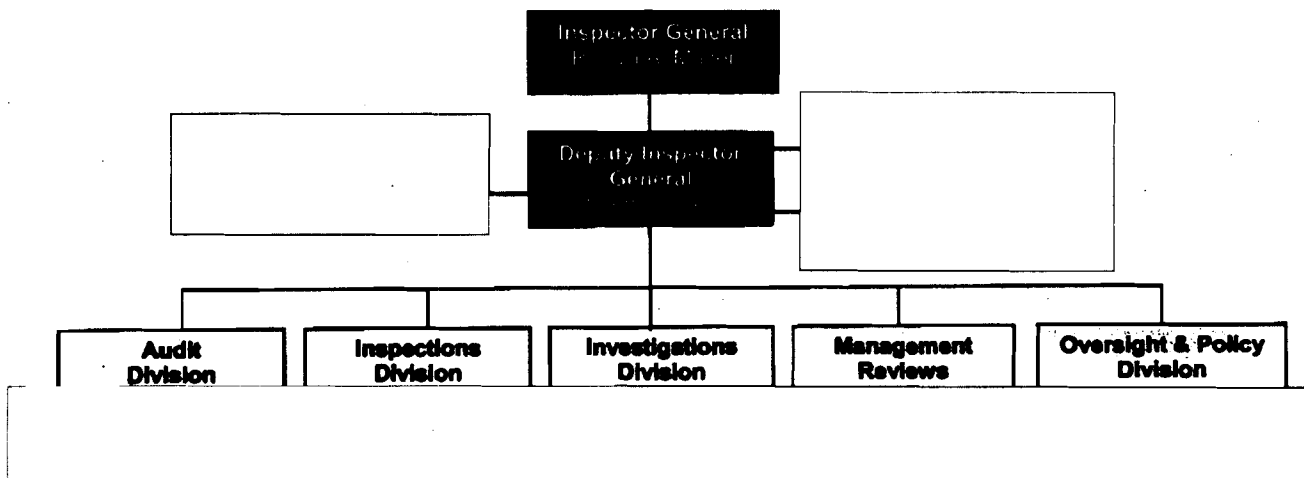 Inspector General
Deputy Inspector
General
Audit
Division
Inspections
Division
Investigations
Division
Management
Reviews
Oversight & Policy
Division